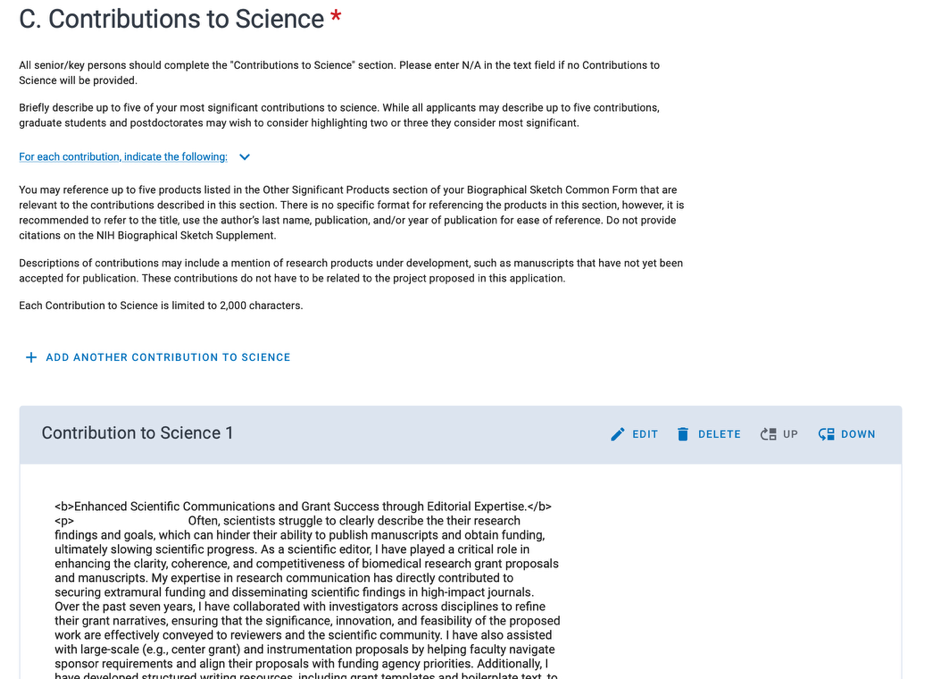 C. Contributions to Science *
All senior/key persons should complete the "Contributions to Science" section. Please enter N/A in the text field if no Contributions to
Science will be provided.
Briefly describe up to five of your most significant contributions to science. While all applicants may describe up to five contributions,
graduate students and postdoctorates may wish to consider highlighting two or three they consider most significant.
For each contribution, indicate the following:
You may reference up to five products listed in the Other Significant Products section of your Biographical Sketch Common Form that are
relevant to the contributions described in this section. There is no specific format for referencing the products in this section, however, it is
recommended to refer to the title, use the author's last name, publication, and/or year of publication for ease of reference. Do not provide
citations on the NIH Biographical Sketch Supplement.
Descriptions of contributions may include a mention of research products under development, such as manuscripts that have not yet been
accepted for publication. These contributions do not have to be related to the project proposed in this application.
Each Contribution to Science is limited to 2,000 characters.
+ ADD ANOTHER CONTRIBUTION TO SCIENCE
Contribution to Science 1 EDIT DELETE UP DOWN
<b>Enhanced Scientific Communications and Grant Success through Editorial Expertise.</b>
<p> Often, scientists struggle to clearly describe the their research
findings and goals, which can hinder their ability to publish manuscripts and obtain funding,
ultimately slowing scientific progress. As a scientific editor, I have played a critical role in
enhancing the clarity, coherence, and competitiveness of biomedical research grant proposals
and manuscripts. My expertise in research communication has directly contributed to
securing extramural funding and disseminating scientific findings in high-impact journals.
Over the past seven years, I have collaborated with investigators across disciplines to refine
their grant narratives, ensuring that the significance, innovation, and feasibility of the proposed
work are effectively conveyed to reviewers and the scientific community. I have also assisted
with large-scale (e.g., center grant) and instrumentation proposals by helping faculty navigate
sponsor requirements and align their proposals with funding agency priorities. Additionally, I
have developed structured writing resources, including grant templates and boilerplate text, to